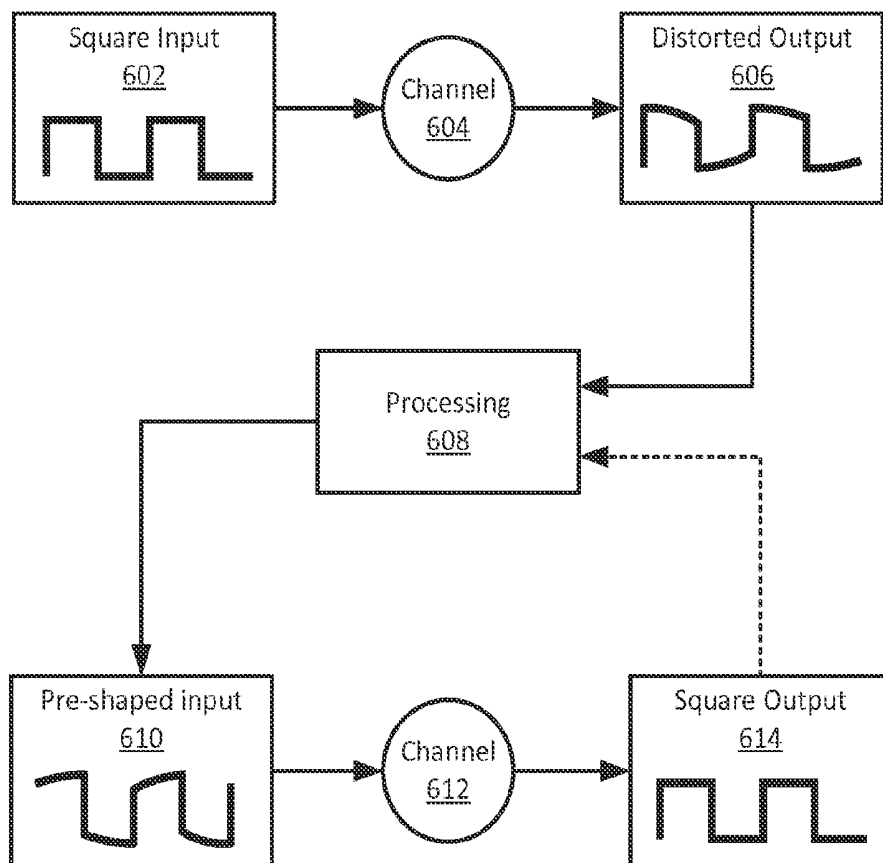 Square Input
602
Channel
604
Distorted Output
606
Processing
608
Pre-shaped input
610
Channel
612
Square Output
614